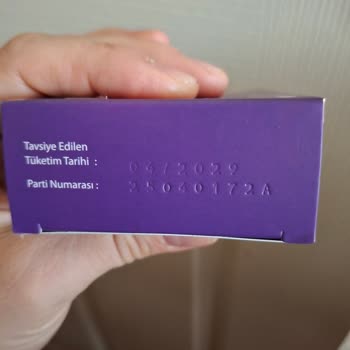 Tavsiye Edilen
Tüketim Tarihi : 04/2029
Parti Numarası : 25040172A